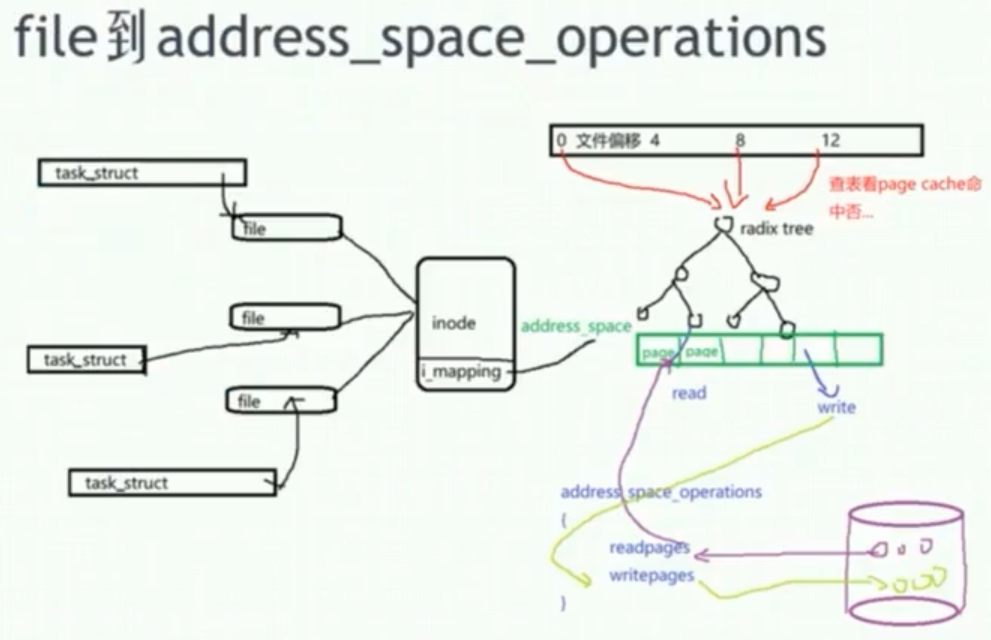 file到address_space_operations
0 文件偏移 4 8 12
task_struct
查表看page cache命
中否...
file
radix tree
file
inode
address_space
task_struct
page page
i_mapping
file
read
write
task_struct
address_space_operations
{
readpages
writepages
}